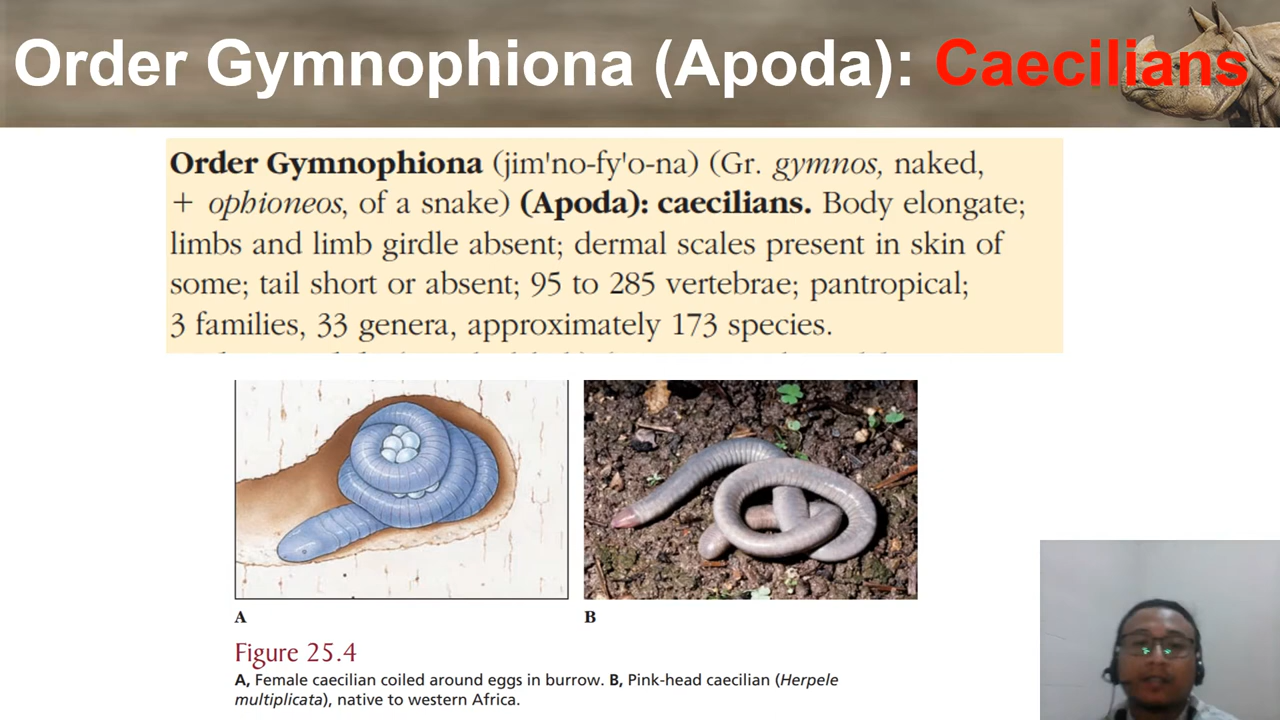 Order Gymnophiona (Apoda): Caecilians
Order Gymnophiona (jim'no-fy'o-na) (Gr. gymnos, naked,
+ ophioneos, of a snake) (Apoda): caecilians. Body elongate;
limbs and limb girdle absent; dermal scales present in skin of
some; tail short or absent; 95 to 285 vertebrae; pantropical;
3 families, 33 genera, approximately 173 species.
A
B
Figure 25.4
A, Female caecilian coiled around eggs in burrow. B, Pink-head caecilian (Herpele
multiplicata), native to western Africa.